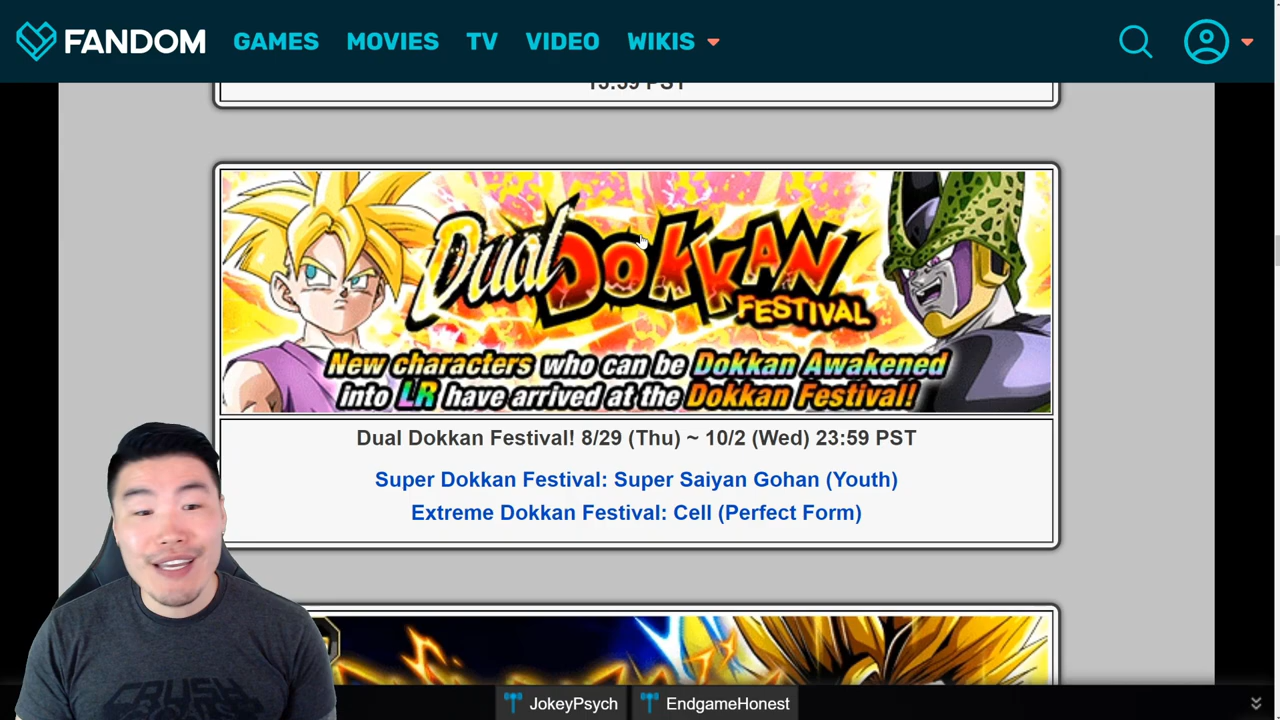 FANDOM GAMES MOVIES TV VIDEO WIKIS
Dual DOKKAN
FESTIVAL
New characters who can be Dokkan Awakened
into LR have arrived at the Dokkan Festival!
Dual Dokkan Festival! 8/29 (Thu) ~ 10/2 (Wed) 23:59 PST
Super Dokkan Festival: Super Saiyan Gohan (Youth)
Extreme Dokkan Festival: Cell (Perfect Form)
CRUSH
JokeyPsych EndgameHonest